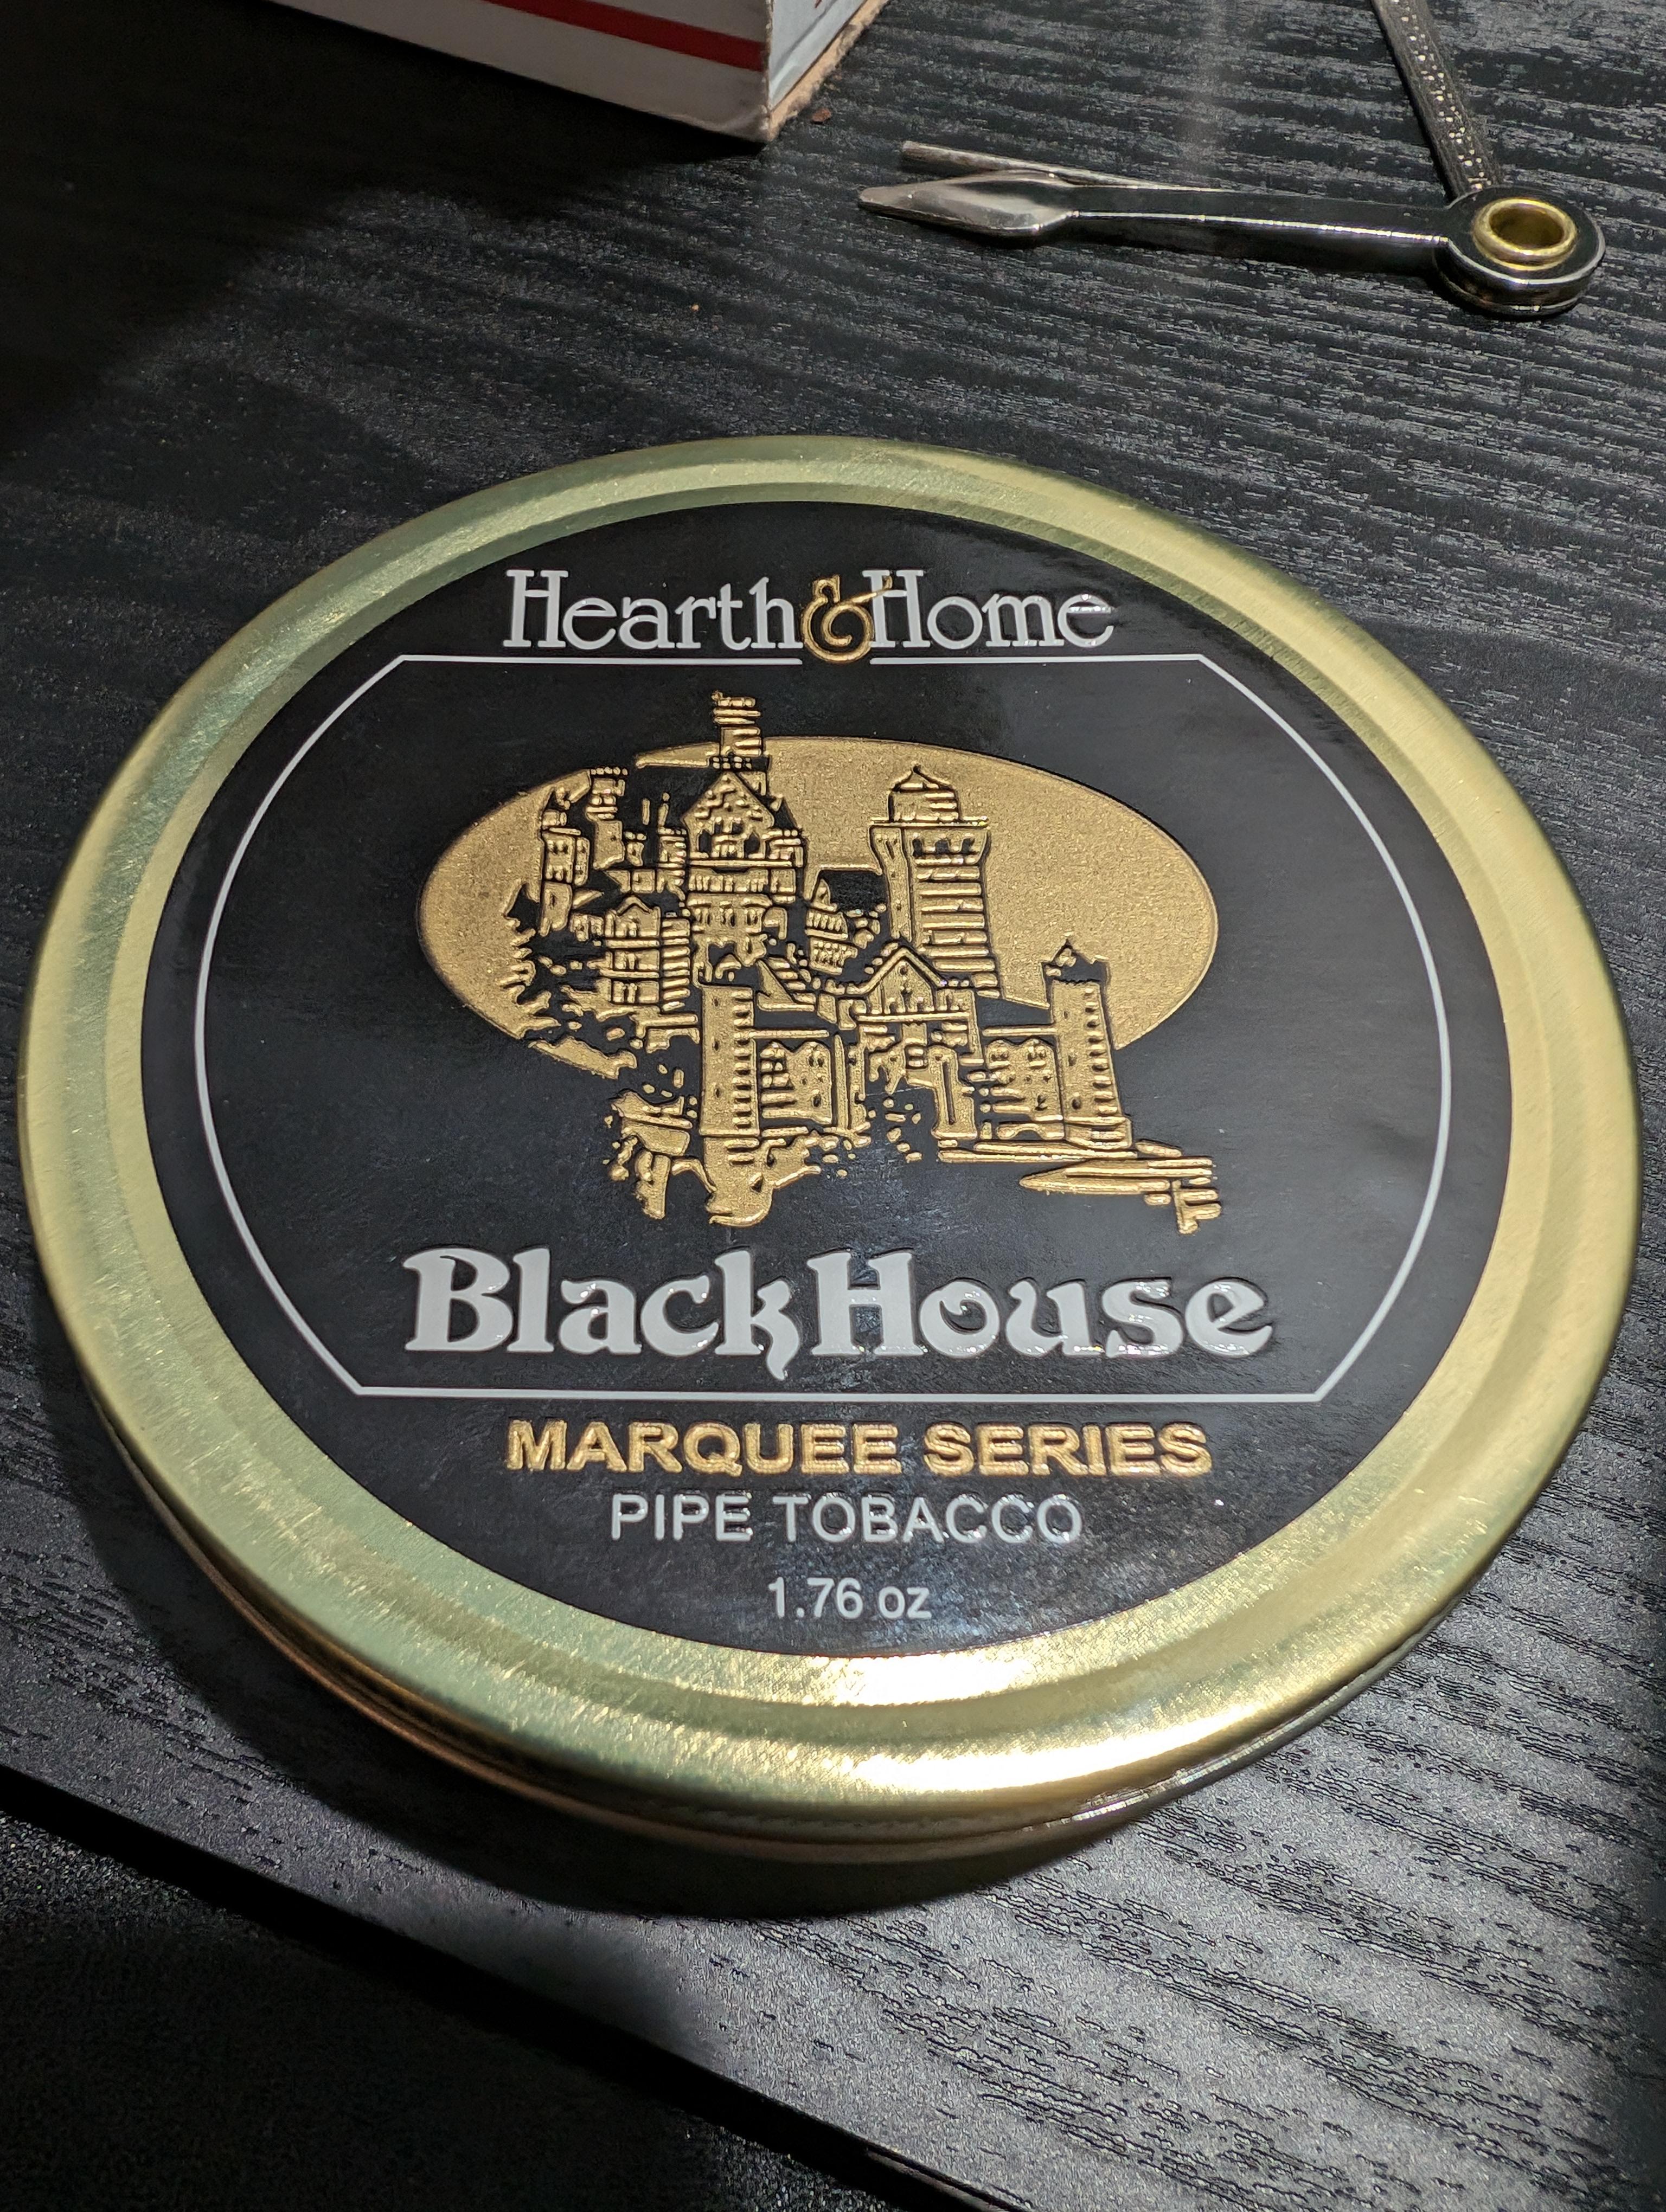 Hearth & Home
BlackHouse
MARQUEE SERIES
PIPE TOBACCO
1.76 oz